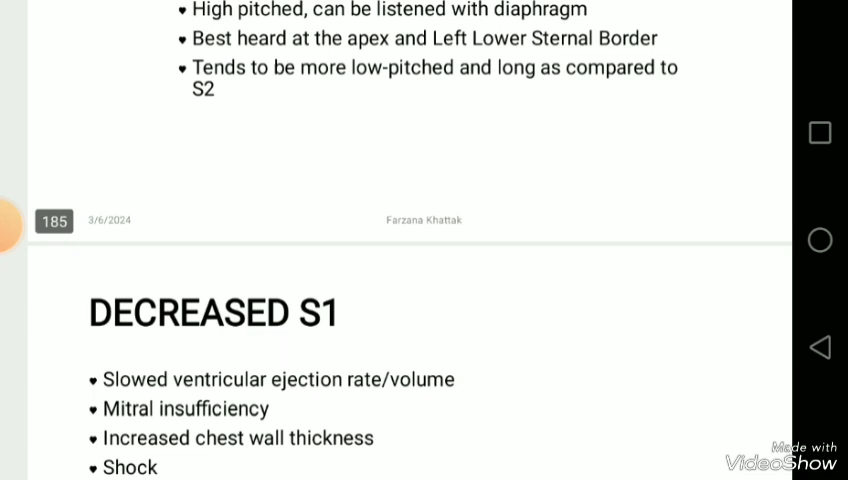 ♥ High pitched, can be listened with diaphragm
♥ Best heard at the apex and Left Lower Sternal Border
♥ Tends to be more low-pitched and long as compared to
S2
185
3/6/2024
Farzana Khattak
DECREASED S1
♥ Slowed ventricular ejection rate/volume
♥ Mitral insufficiency
♥ Increased chest wall thickness
♥ Shock
Made with
VideoShow